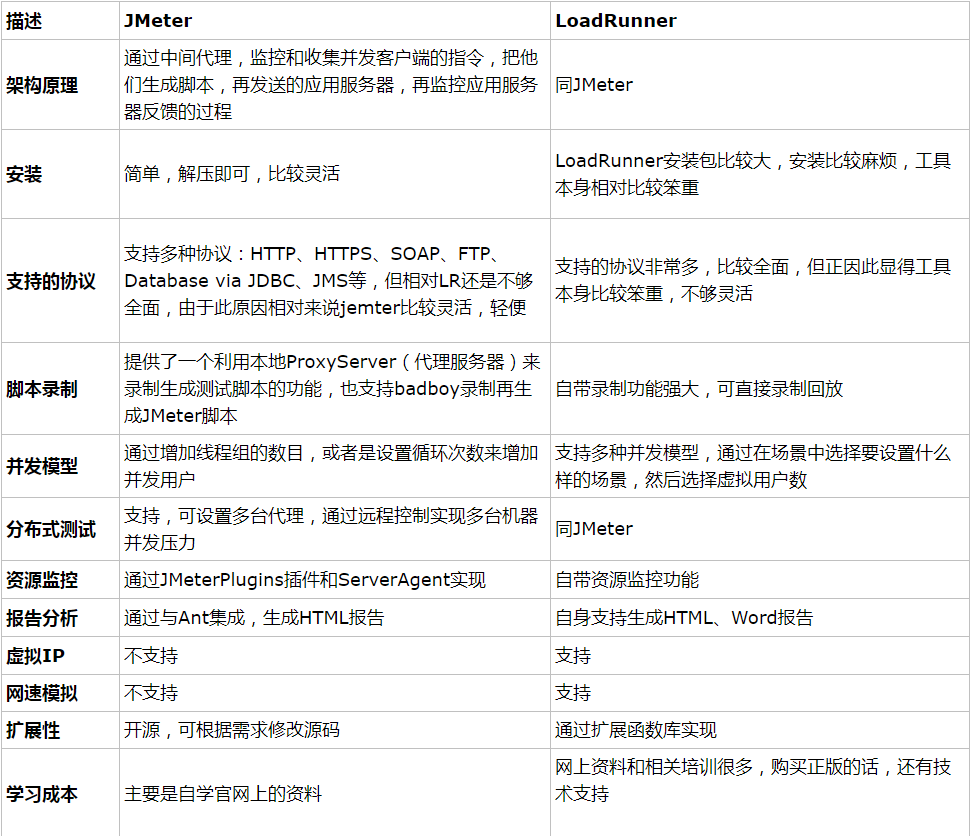 描述 JMeter LoadRunner
架构原理
通过中间代理，监控和收集并发客户端的指令，把他
们生成脚本，再发送的应用服务器，再监控应用服务
器反馈的过程
同JMeter
安装
简单，解压即可，比较灵活
LoadRunner安装包比较大，安装比较麻烦，工具
本身相对比较笨重
支持的协议
支持多种协议：HTTP、HTTPS、SOAP、FTP、
Database via JDBC、JMS等，但相对LR还是不够
全面，由于此原因相对来说jemter比较灵活，轻便
支持的协议非常多，比较全面，但正因此显得工具
本身比较笨重，不够灵活
脚本录制
提供了一个利用本地ProxyServer（代理服务器）来
录制生成测试脚本的功能，也支持badboy录制再生
成JMeter脚本
自带录制功能强大，可直接录制回放
并发模型
通过增加线程组的数目，或者是设置循环次数来增加
并发用户
支持多种并发模型，通过在场景中选择要设置什么
样的场景，然后选择虚拟用户数
分布式测试
支持，可设置多台代理，通过远程控制实现多台机器
并发压力
同JMeter
资源监控 通过JMeterPlugins插件和ServerAgent实现 自带资源监控功能
报告分析 通过与Ant集成，生成HTML报告 自身支持生成HTML、Word报告
虚拟IP 不支持 支持
网速模拟 不支持 支持
扩展性 开源，可根据需求修改源码 通过扩展函数库实现
学习成本
主要是自学官网上的资料
网上资料和相关培训很多，购买正版的话，还有技
术支持